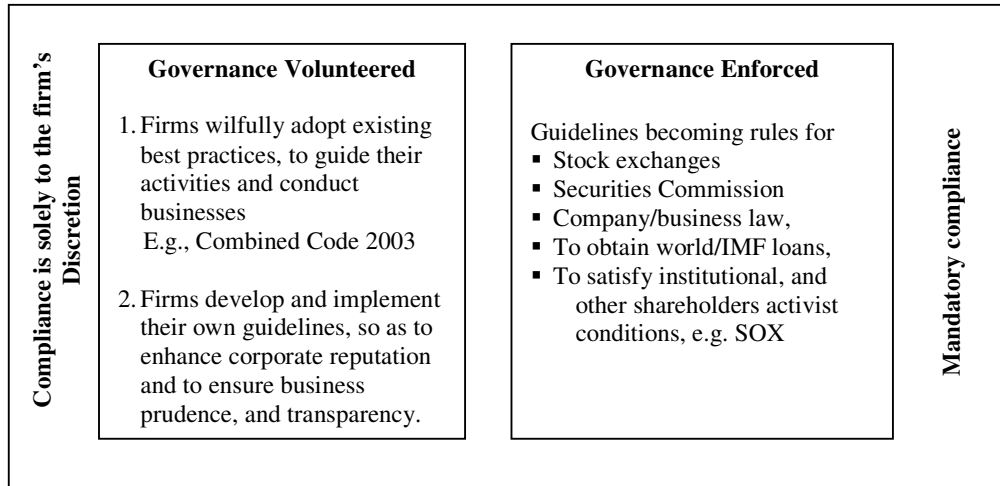 Compliance is solely to the firm's
Discretion
Governance Volunteered
1. Firms wilfully adopt existing
best practices, to guide their
activities and conduct
businesses
E.g., Combined Code 2003
2. Firms develop and implement
their own guidelines, so as to
enhance corporate reputation
and to ensure business
prudence, and transparency.
Governance Enforced
Guidelines becoming rules for
▪ Stock exchanges
▪ Securities Commission
▪ Company/business law,
▪ To obtain world/IMF loans,
▪ To satisfy institutional, and
other shareholders activist
conditions, e.g. SOX
Mandatory compliance